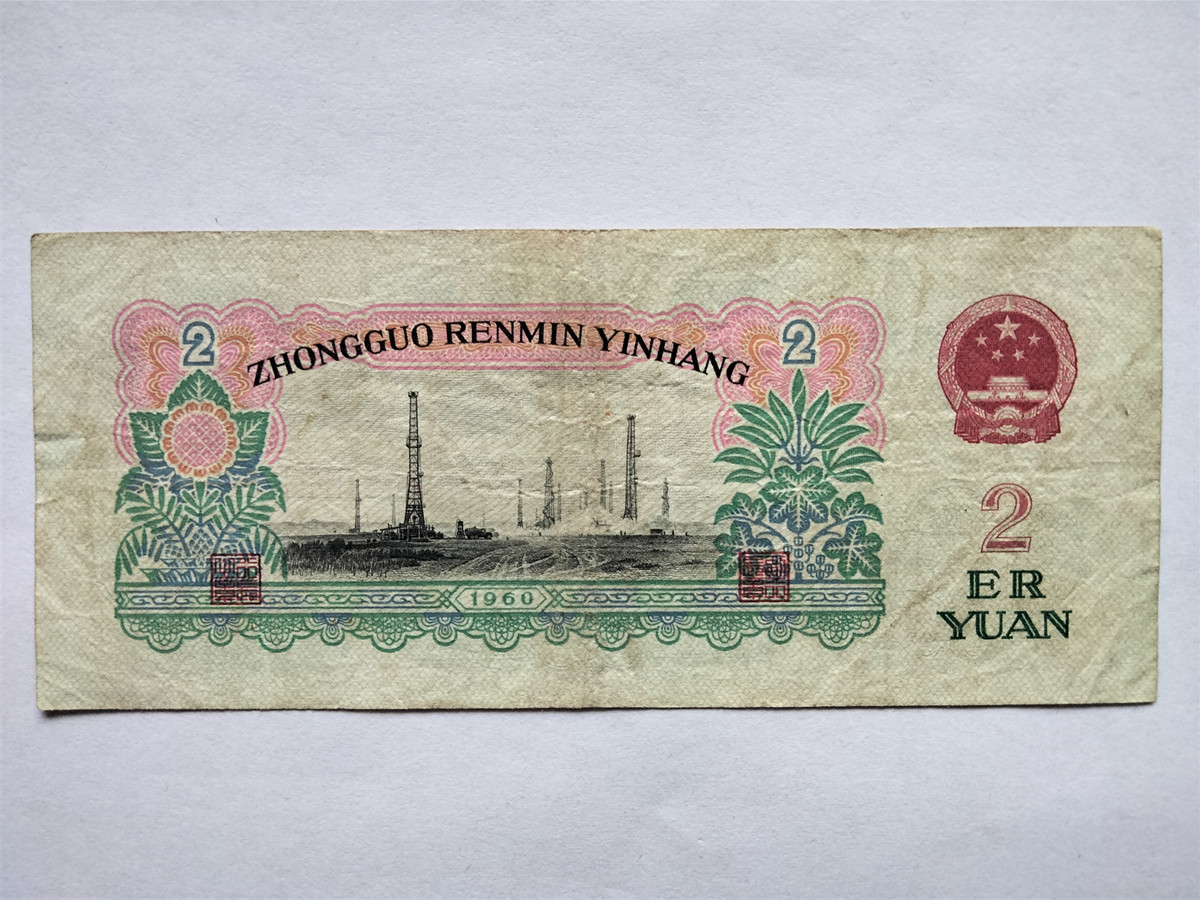 2
2
ZHONGGUO RENMIN YINHANG
2
ER
YUAN
1960